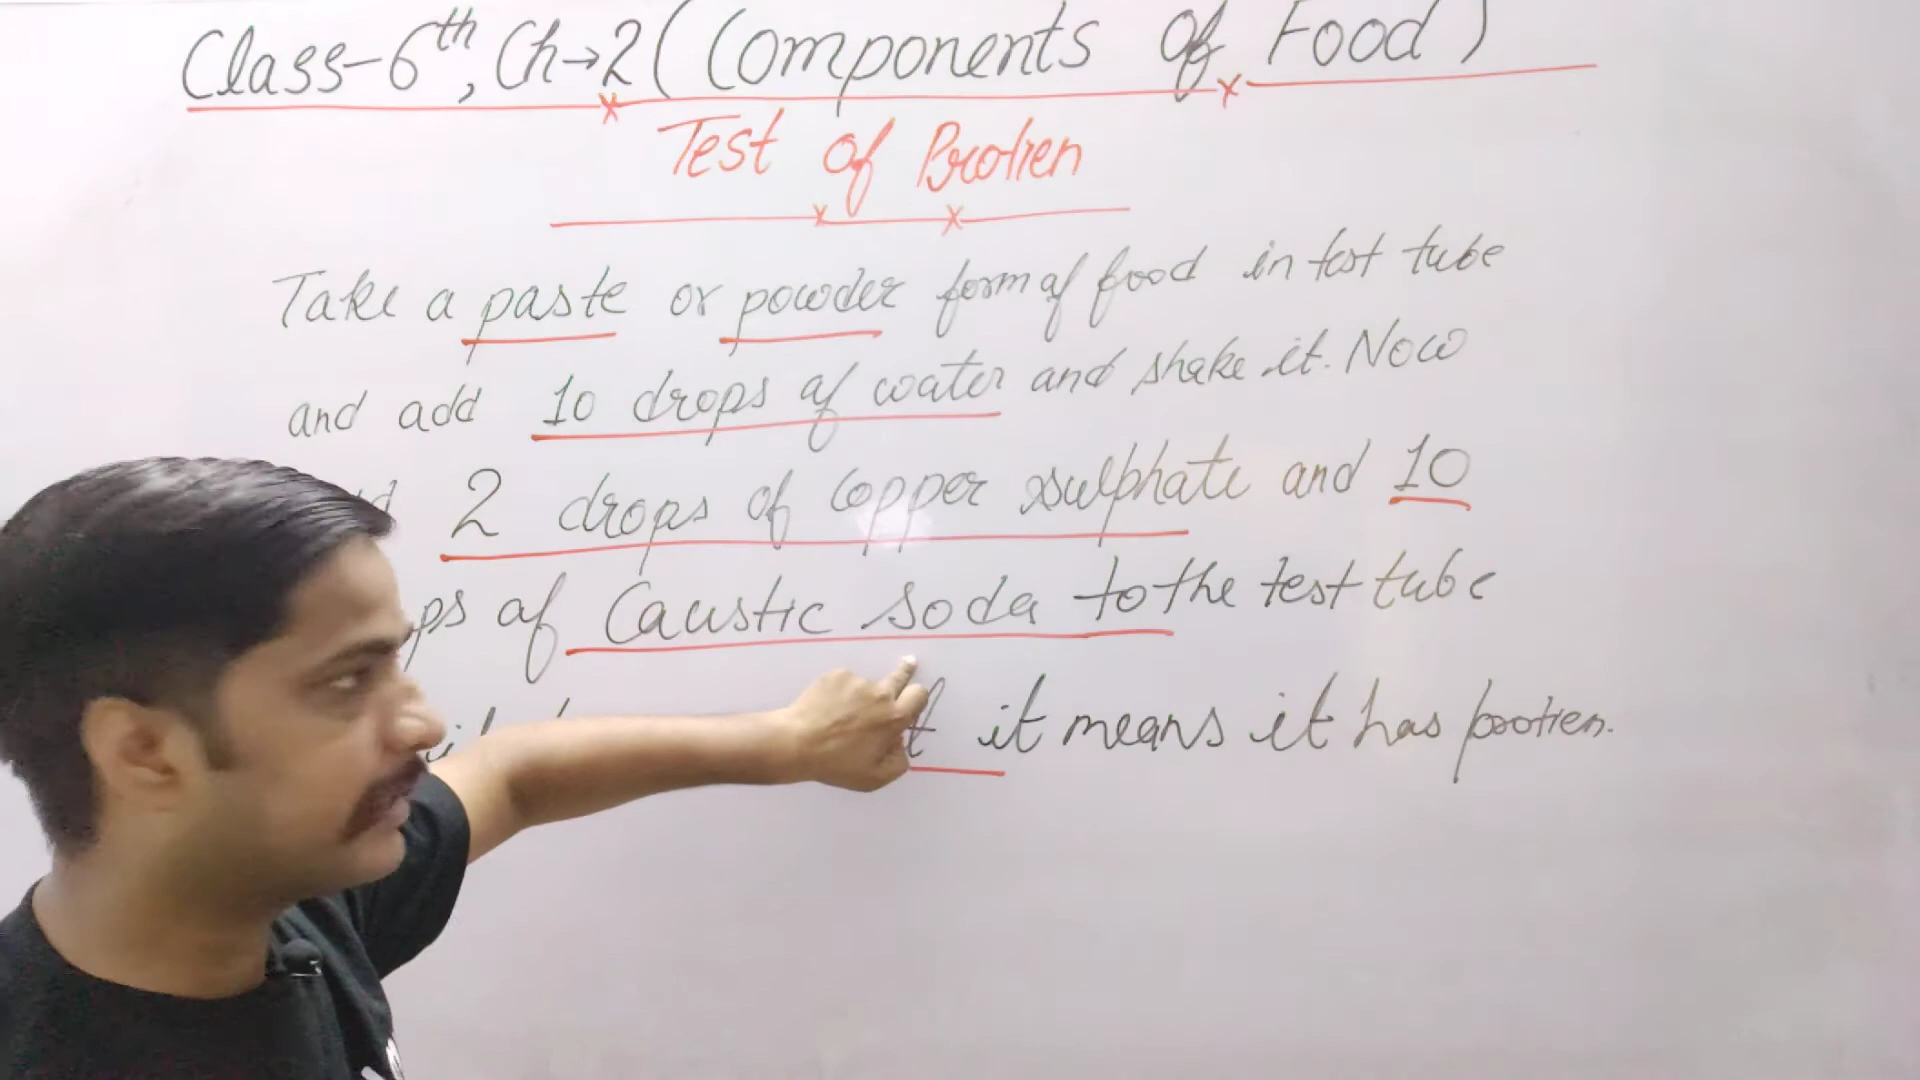 Class-6th, Ch→2 (Components Of Food)
Test of Protien
Take a paste or powder form of food in test tube
and add 10 drops of water and shake it. Now
2 drops of Copper sulphate and 10
of Caustic soda to the test tube
it means it has protien.